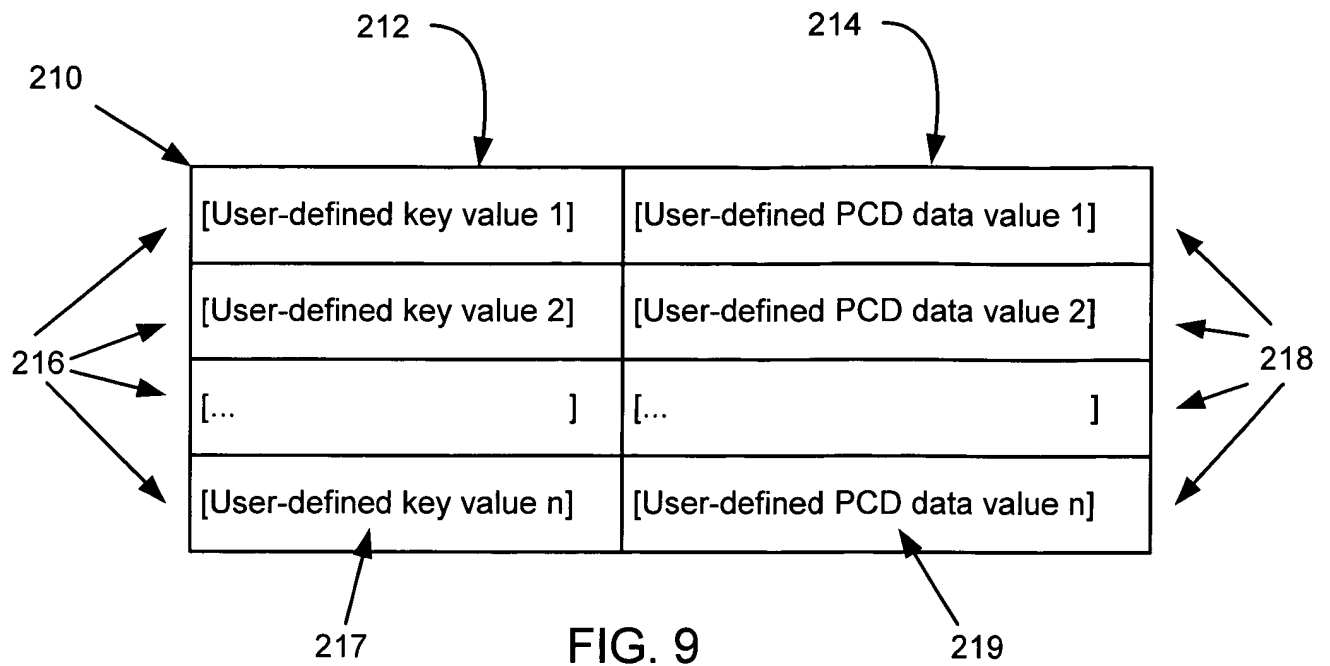 212 214
210
[User-defined key value 1] [User-defined PCD data value 1]
[User-defined key value 2] [User-defined PCD data value 2]
216 218
[... ] [... ]
[User-defined key value n] [User-defined PCD data value n]
217 FIG. 9 219